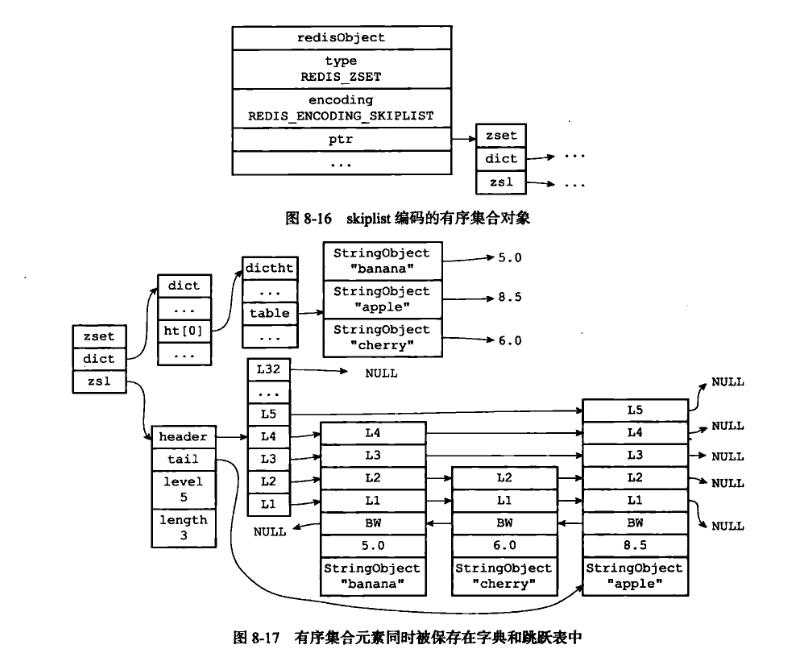 redisObject
type
REDIS_ZSET
encoding
REDIS_ENCODING_SKIPLIST
ptr
...
zset
dict
zsl
...
...
图 8-16 skiplist 编码的有序集合对象
zset
dict
zsl
dict
...
ht[0]
...
dictht
...
table
...
StringObject
"banana"
5.0
StringObject
"apple"
8.5
StringObject
"cherry"
6.0
header
tail
level
5
length
3
L32
NULL
...
L5
L4
L3
L2
L1
NULL
L4
L3
L2
L1
BW
5.0
StringObject
"banana"
L2
L1
BW
6.0
StringObject
"cherry"
L5
L4
L3
L2
L1
BW
8.5
StringObject
"apple"
NULL
NULL
NULL
NULL
NULL
图 8-17 有序集合元素同时被保存在字典和跳跃表中